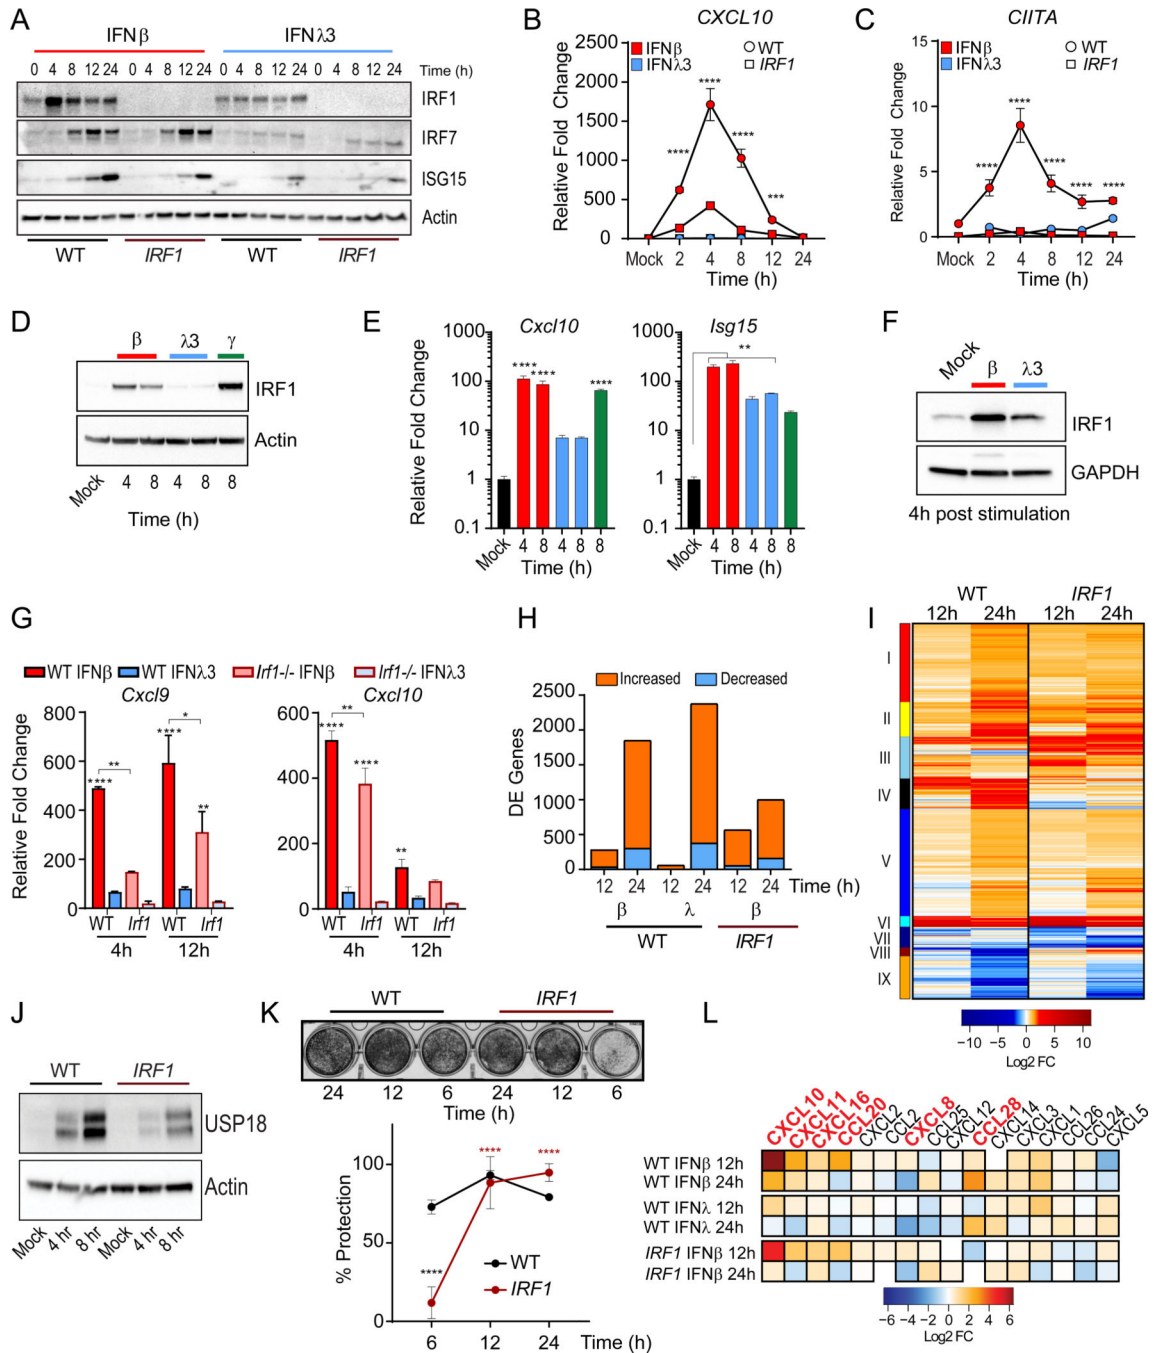 A
IFNβ IFNλ3
0 4 8 12 24 0 4 8 12 24 0 4 8 12 24 0 4 8 12 24 Time (h)
IRF1
IRF7
ISG15
Actin
WT IRF1 WT IRF1
B
CXCL10
IFNβ WT
IFNλ3 IRF1
Relative Fold Change
2500
2000
1500
1000
500
0
****
****
****
***
Mock 2 4 8 12 24
Time (h)
C
CIITA
IFNβ WT
IFNλ3 IRF1
Relative Fold Change
15
10
5
0
****
****
****
****
****
Mock 2 4 8 12 24
Time (h)
D
β λ3 γ
IRF1
Actin
Mock 4 8 4 8 8
Time (h)
E
Cxcl10
Relative Fold Change
1000
100
10
1
0.1
**** **** ****
Mock 4 8 4 8 8
Time (h)
Isg15
1000
100
10
1
0.1
**
Mock 4 8 4 8 8
Time (h)
F
Mock β λ3
IRF1
GAPDH
4h post stimulation
G
WT IFNβ WT IFNλ3 Irf1-/- IFNβ Irf1-/- IFNλ3
Cxcl9
Relative Fold Change
800
600
400
200
0
****
**
****
*
**
WT Irf1 WT Irf1
4h 12h
Cxcl10
600
400
200
0
****
**
****
**
WT Irf1 WT Irf1
4h 12h
H
Increased Decreased
DE Genes
2500
2000
1500
1000
500
0
12 24 12 24 12 24 Time (h)
β λ β
WT IRF1
I
WT IRF1
12h 24h 12h 24h
I
II
III
IV
V
VI
VII
VIII
IX
−10 −5 0 5 10
Log2 FC
J
WT IRF1
USP18
Actin
Mock 4 hr 8 hr Mock 4 hr 8 hr
K
WT IRF1
24 12 6 24 12 6
Time (h)
% Protection
100
50
0
****
****
****
WT
IRF1
6 12 24 Time (h)
L
CXCL10 CXCL11 CXCL16 CCL20 CXCL2 CCL2 CXCL8 CCL25 CXCL12 CCL28 CXCL14 CXCL3 CXCL1 CCL26 CCL24 CXCL5
WT IFNβ 12h
WT IFNβ 24h
WT IFNλ 12h
WT IFNλ 24h
IRF1 IFNβ 12h
IRF1 IFNβ 24h
−6 −4 −2 0 2 4 6
Log2 FC